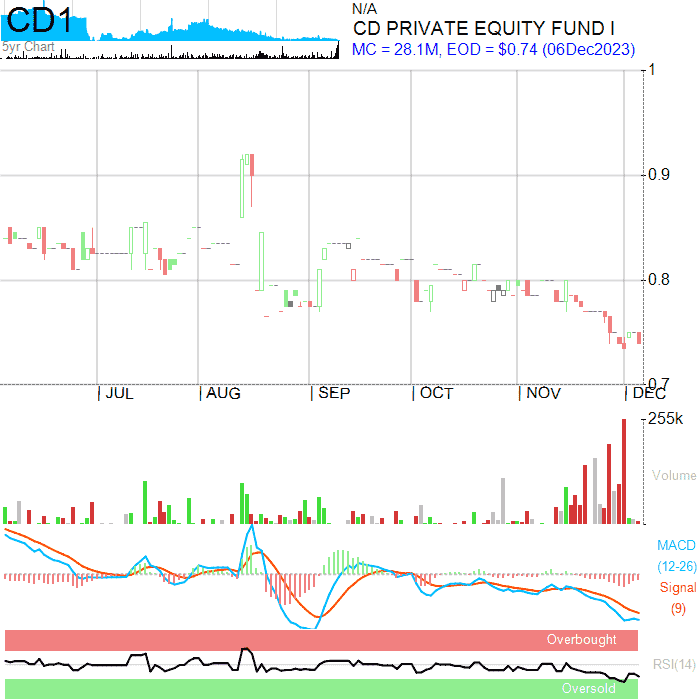 CD1
N/A
CD PRIVATE EQUITY FUND I
5yr Chart
MC = 28.1M, EOD = $0.74 (06Dec2023)
1
0.9
0.8
0.7
JUL AUG SEP OCT NOV DEC
255k
Volume
MACD
(12-26)
Signal
(9)
Overbought
RSI(14)
Oversold